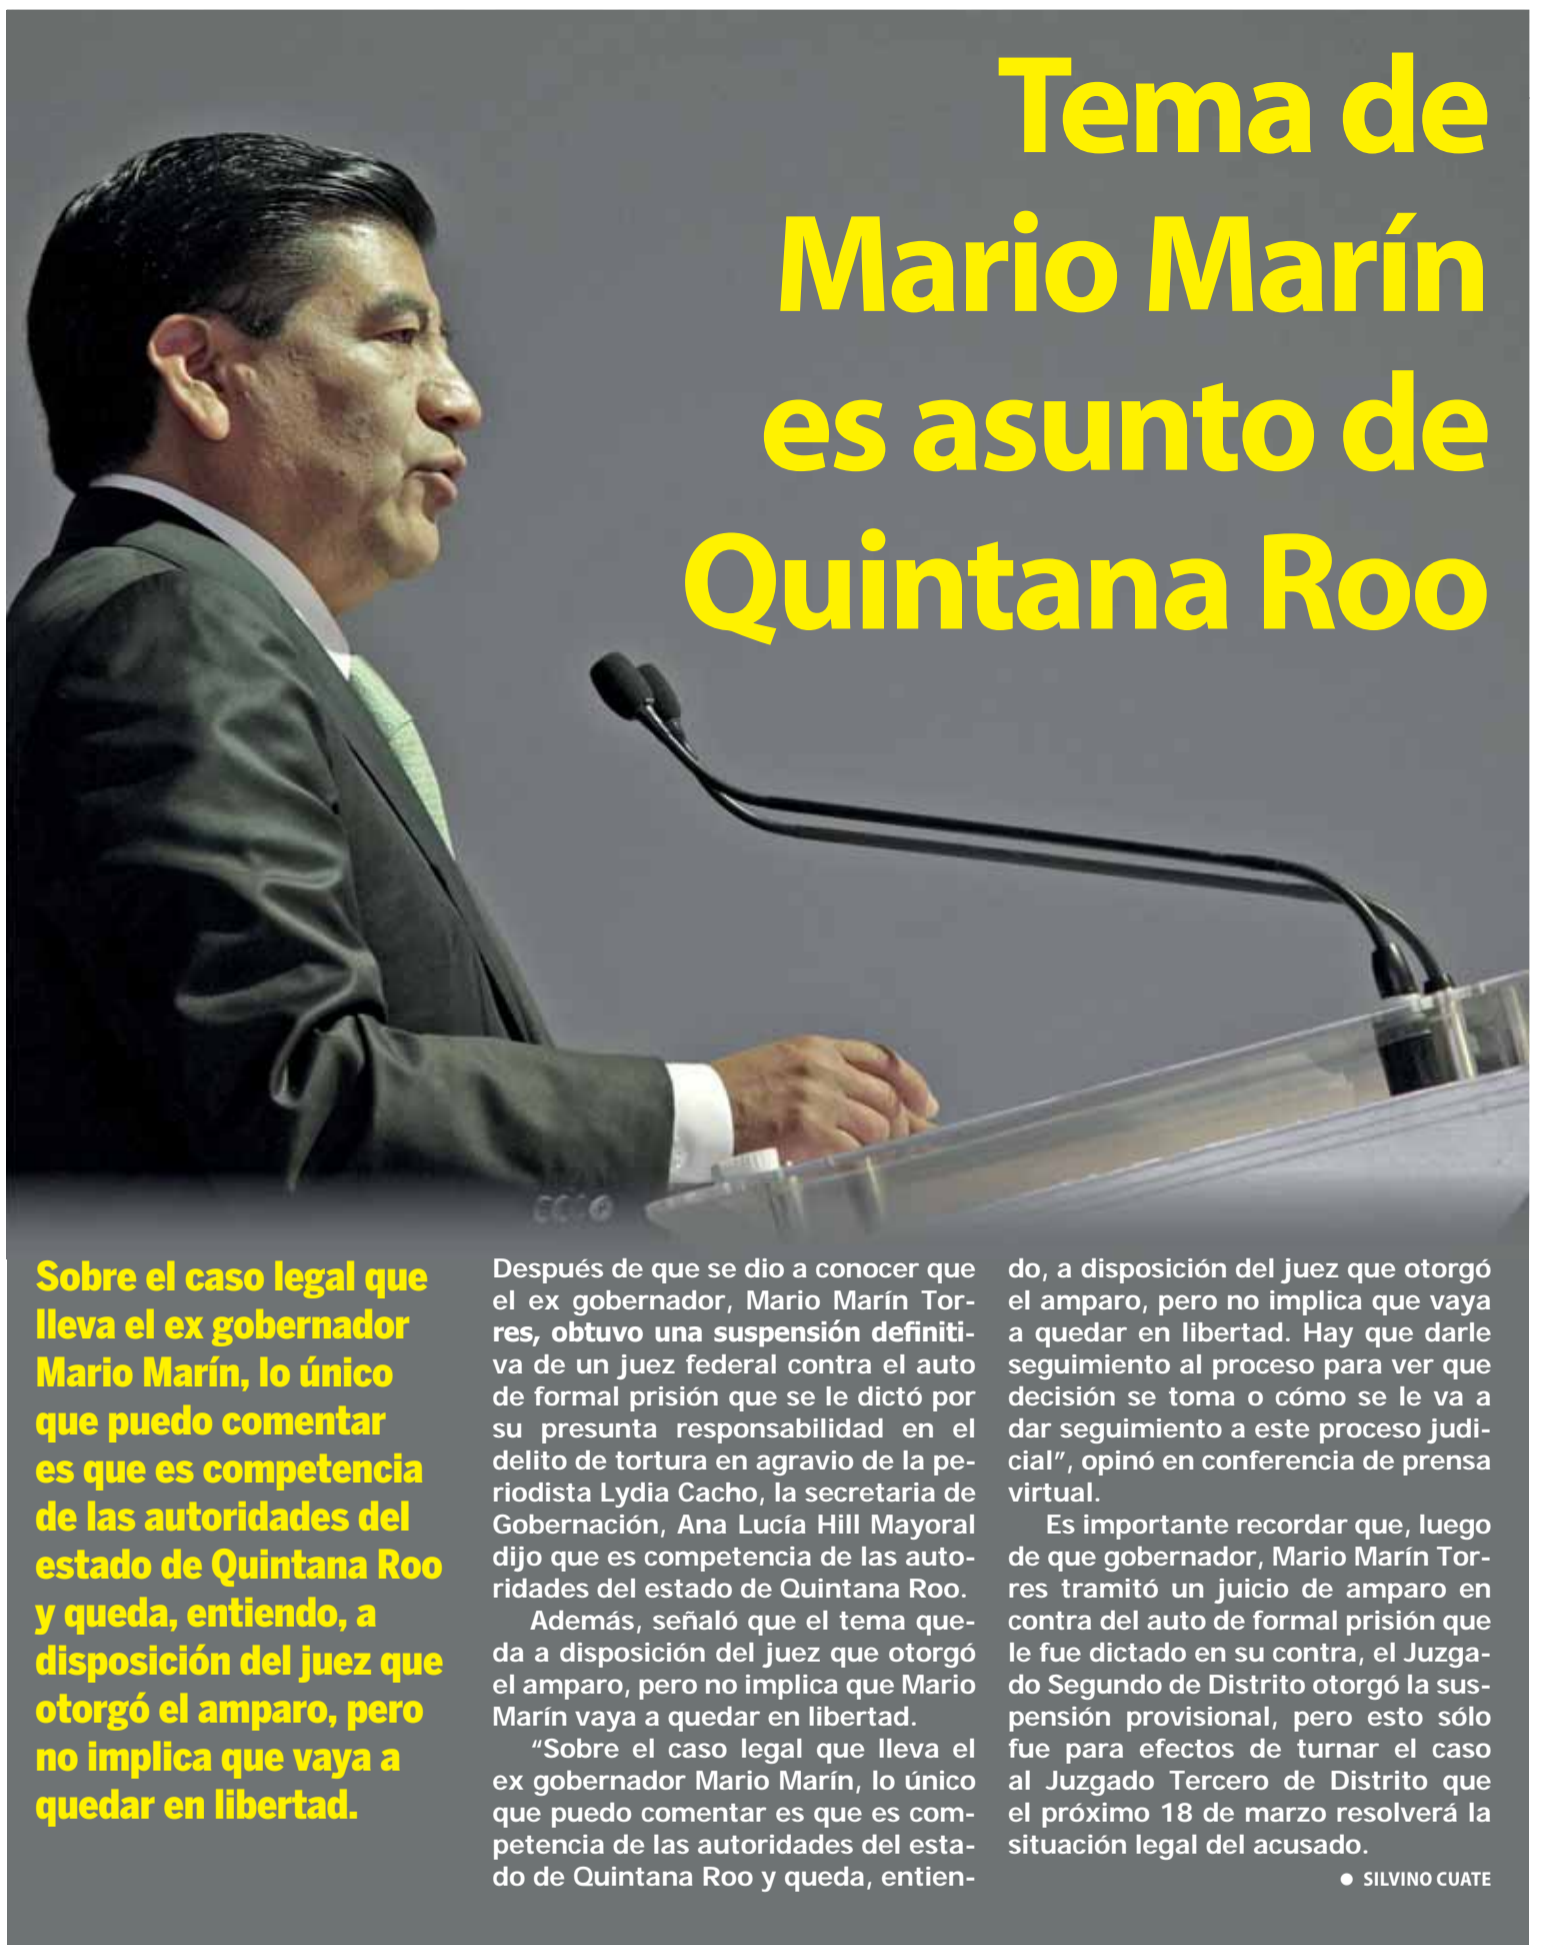 Tema de
Mario Marín
es asunto de
Quintana Roo
Sobre el caso legal que
lleva el ex gobernador
Mario Marín, lo único
que puedo comentar
es que es competencia
de las autoridades del
estado de Quintana Roo
y queda, entiendo, a
disposición del juez que
otorgó el amparo, pero
no implica que vaya a
quedar en libertad.
Después de que se dio a conocer que
el ex gobernador, Mario Marín Tor-
res, obtuvo una suspensión definiti-
va de un juez federal contra el auto
de formal prisión que se le dictó por
su presunta responsabilidad en el
delito de tortura en agravio de la pe-
riodista Lydia Cacho, la secretaria de
Gobernación, Ana Lucía Hill Mayoral
dijo que es competencia de las auto-
ridades del estado de Quintana Roo.
Además, señaló que el tema que-
da a disposición del juez que otorgó
el amparo, pero no implica que Mario
Marín vaya a quedar en libertad.
“Sobre el caso legal que lleva el
ex gobernador Mario Marín, lo único
que puedo comentar es que es com-
petencia de las autoridades del esta-
do de Quintana Roo y queda, entien-
do, a disposición del juez que otorgó
el amparo, pero no implica que vaya
a quedar en libertad. Hay que darle
seguimiento al proceso para ver que
decisión se toma o cómo se le va a
dar seguimiento a este proceso judi-
cial”, opinó en conferencia de prensa
virtual.
Es importante recordar que, luego
de que gobernador, Mario Marín Tor-
res tramitó un juicio de amparo en
contra del auto de formal prisión que
le fue dictado en su contra, el Juzga-
do Segundo de Distrito otorgó la sus-
pensión provisional, pero esto sólo
fue para efectos de turnar el caso
al Juzgado Tercero de Distrito que
el próximo 18 de marzo resolverá la
situación legal del acusado.
● SILVINO CUATE